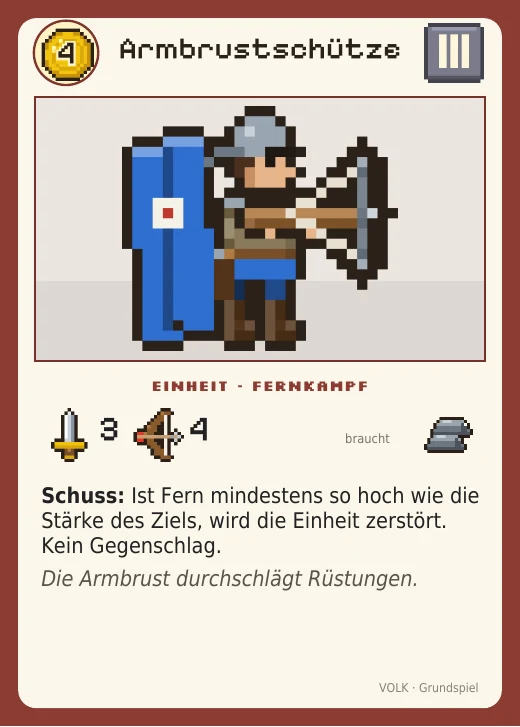 4 Armbrustschütze III
EINHEIT · FERNKAMPF
3 4 braucht
Schuss: Ist Fern mindestens so hoch wie die
Stärke des Ziels, wird die Einheit zerstört.
Kein Gegenschlag.
Die Armbrust durchschlägt Rüstungen.
VOLK · Grundspiel